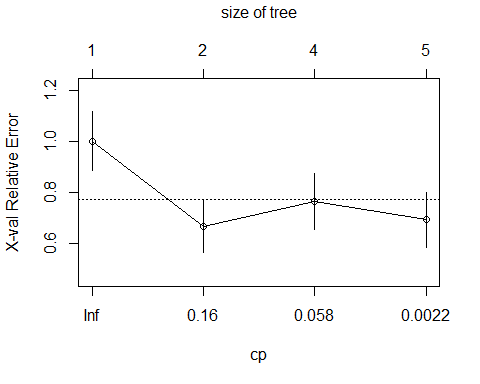 size of tree
1 2 4 5
X-val Relative Error
1.2
1.0
0.8
0.6
Inf 0.16 0.058 0.0022
cp